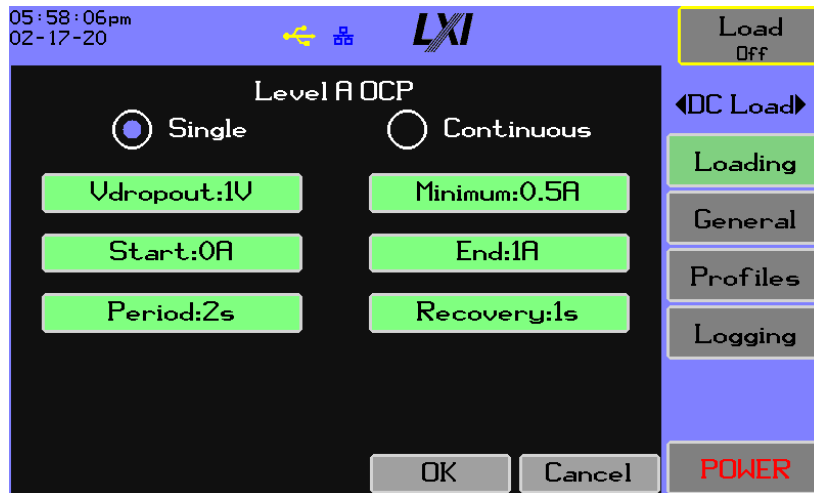 05:58:06pm
02-17-20
LXI
Load
Off
Level A OCP
◀DC Load▶
Single
Continuous
Loading
Vdropout:1V
Minimum:0.5A
General
Start:0A
End:1A
Profiles
Period:2s
Recovery:1s
Logging
OK
Cancel
POWER